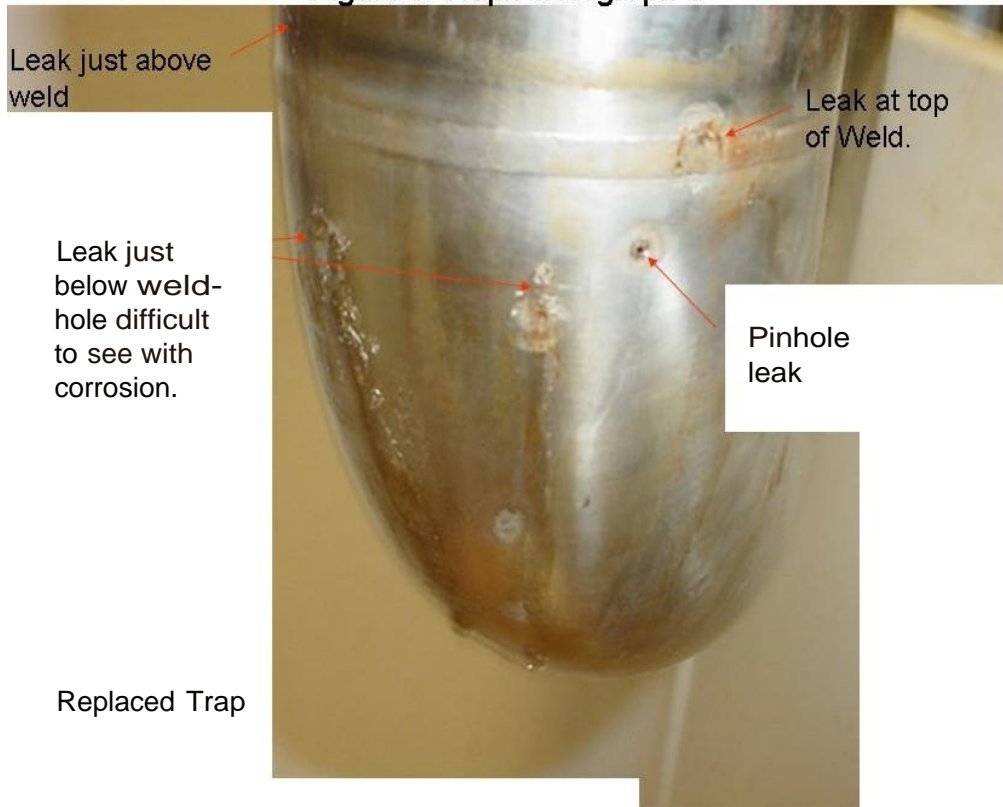 Leak just above
weld
Leak at top
of Weld.
Leak just
below weld-
hole difficult
to see with
corrosion.
Pinhole
leak
Replaced Trap